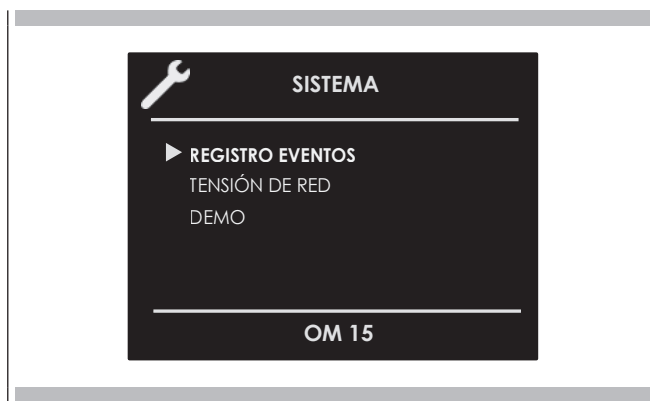 SISTEMA
REGISTRO EVENTOS
TENSIÓN DE RED
DEMO
OM 15